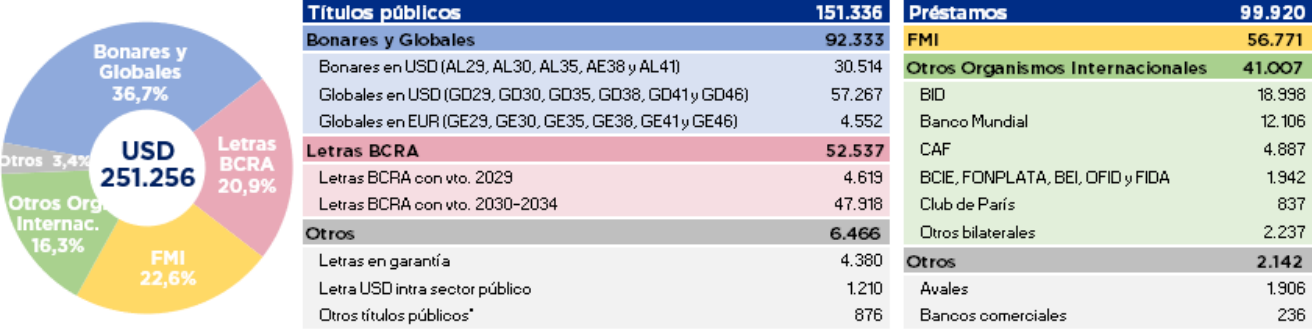 Bonares y
Globales
36,7%
Letras
BCRA
20,9%
FMI
22,6%
Otros Org.
Internac.
16,3%
Otros 3,4%
USD
251.256
Títulos públicos 151.336
Bonares y Globales 92.333
Bonares en USD (AL29, AL30, AL35, AE38 y AL41) 30.514
Globales en USD (GD29, GD30, GD35, GD38, GD41 y GD46) 57.267
Globales en EUR (GE29, GE30, GE35, GE38, GE41 y GE46) 4.552
Letras BCRA 52.537
Letras BCRA con vto. 2029 4.619
Letras BCRA con vto. 2030-2034 47.918
Otros 6.466
Letras en garantía 4.380
Letra USD intra sector público 1.210
Otros títulos públicos* 876
Préstamos 99.920
FMI 56.771
Otros Organismos Internacionales 41.007
BID 18.998
Banco Mundial 12.106
CAF 4.887
BCIE, FONPLATA, BEI, OFID y FIDA 1.942
Club de París 837
Otros bilaterales 2.237
Otros 2.142
Avales 1.906
Bancos comerciales 236